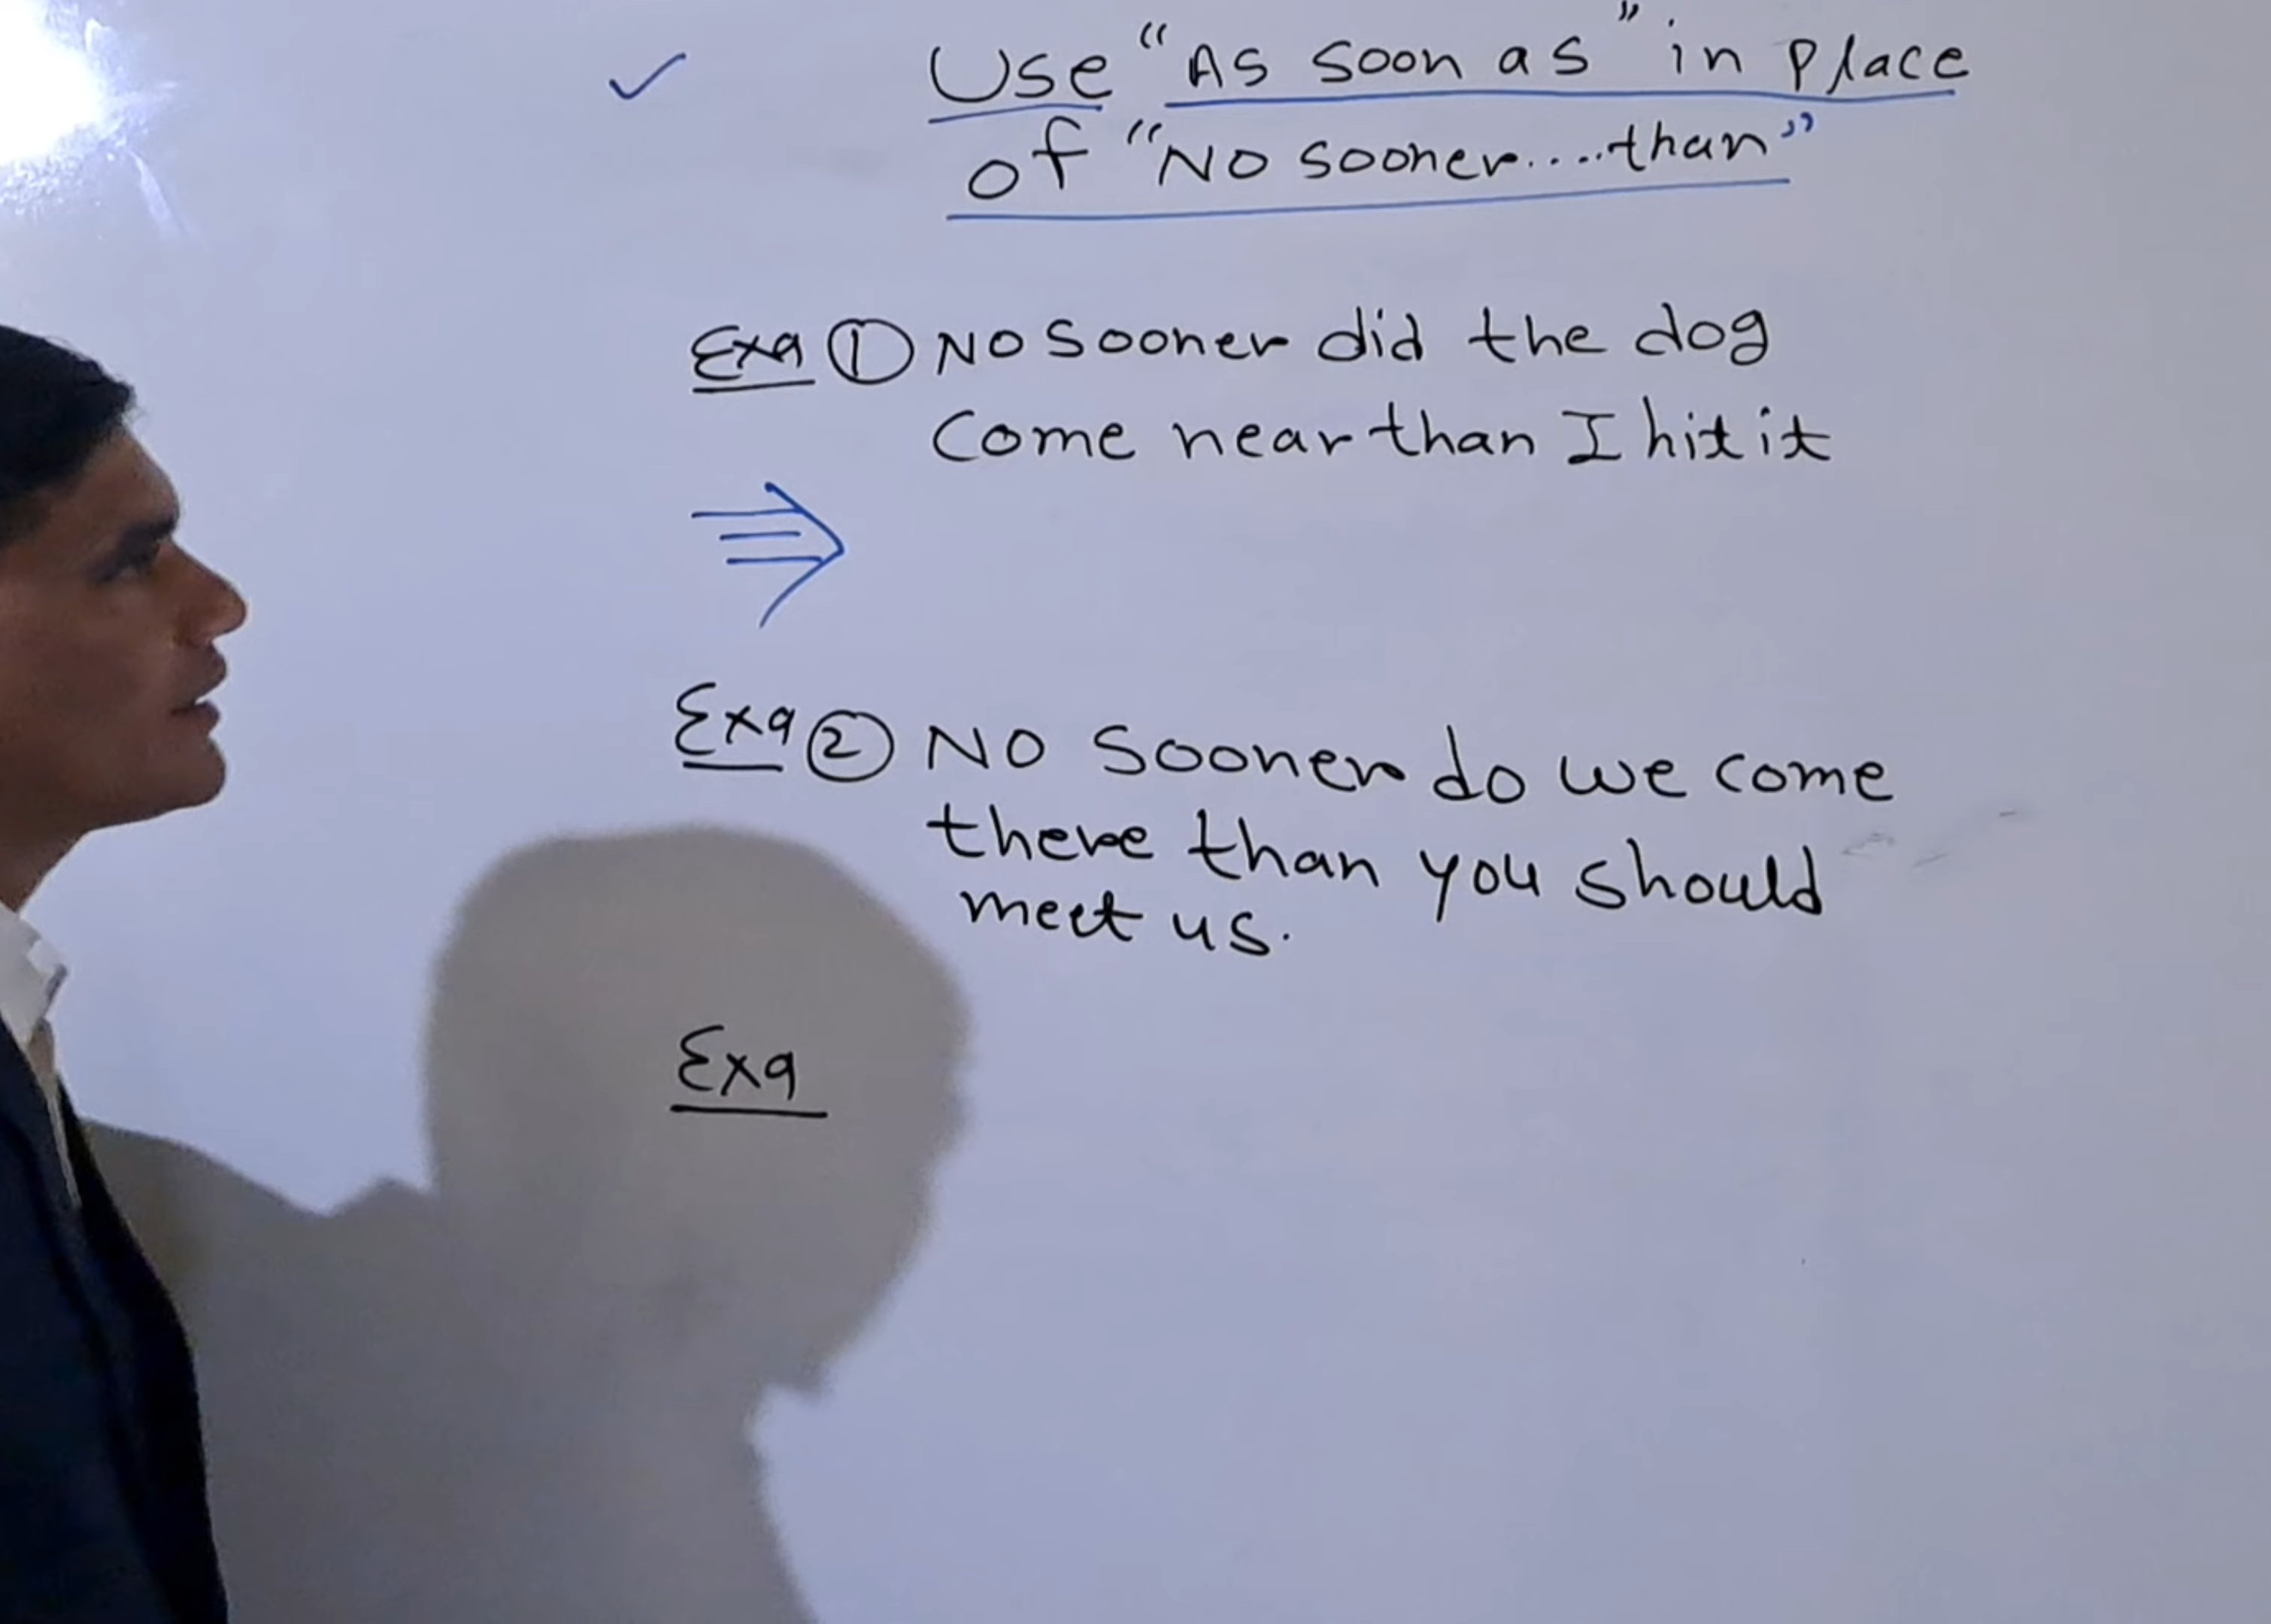 Use "As soon as" in place
of "No sooner....than"
Exa ① No sooner did the dog
come near than I hit it
Exa ② No sooner do we come
there than you should
meet us.
Exa